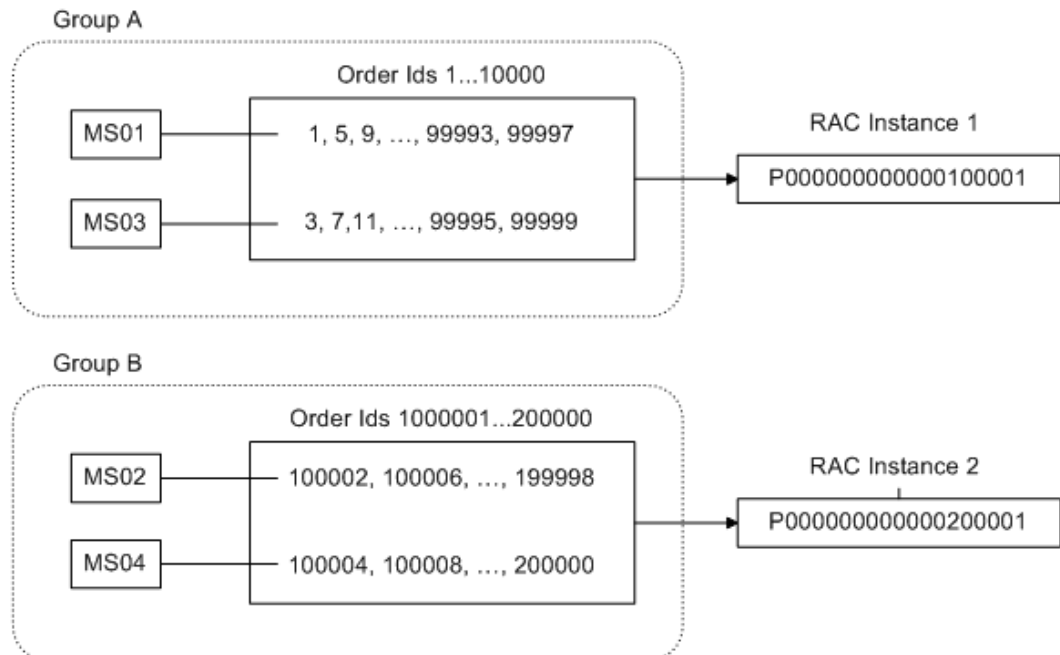 Group A
Order Ids 1...10000
MS01
1, 5, 9, ..., 99993, 99997
RAC Instance 1
P000000000000100001
MS03
3, 7,11, ..., 99995, 99999
Group B
Order Ids 1000001...200000
MS02
100002, 100006, ..., 199998
RAC Instance 2
P000000000000200001
MS04
100004, 100008, ..., 200000